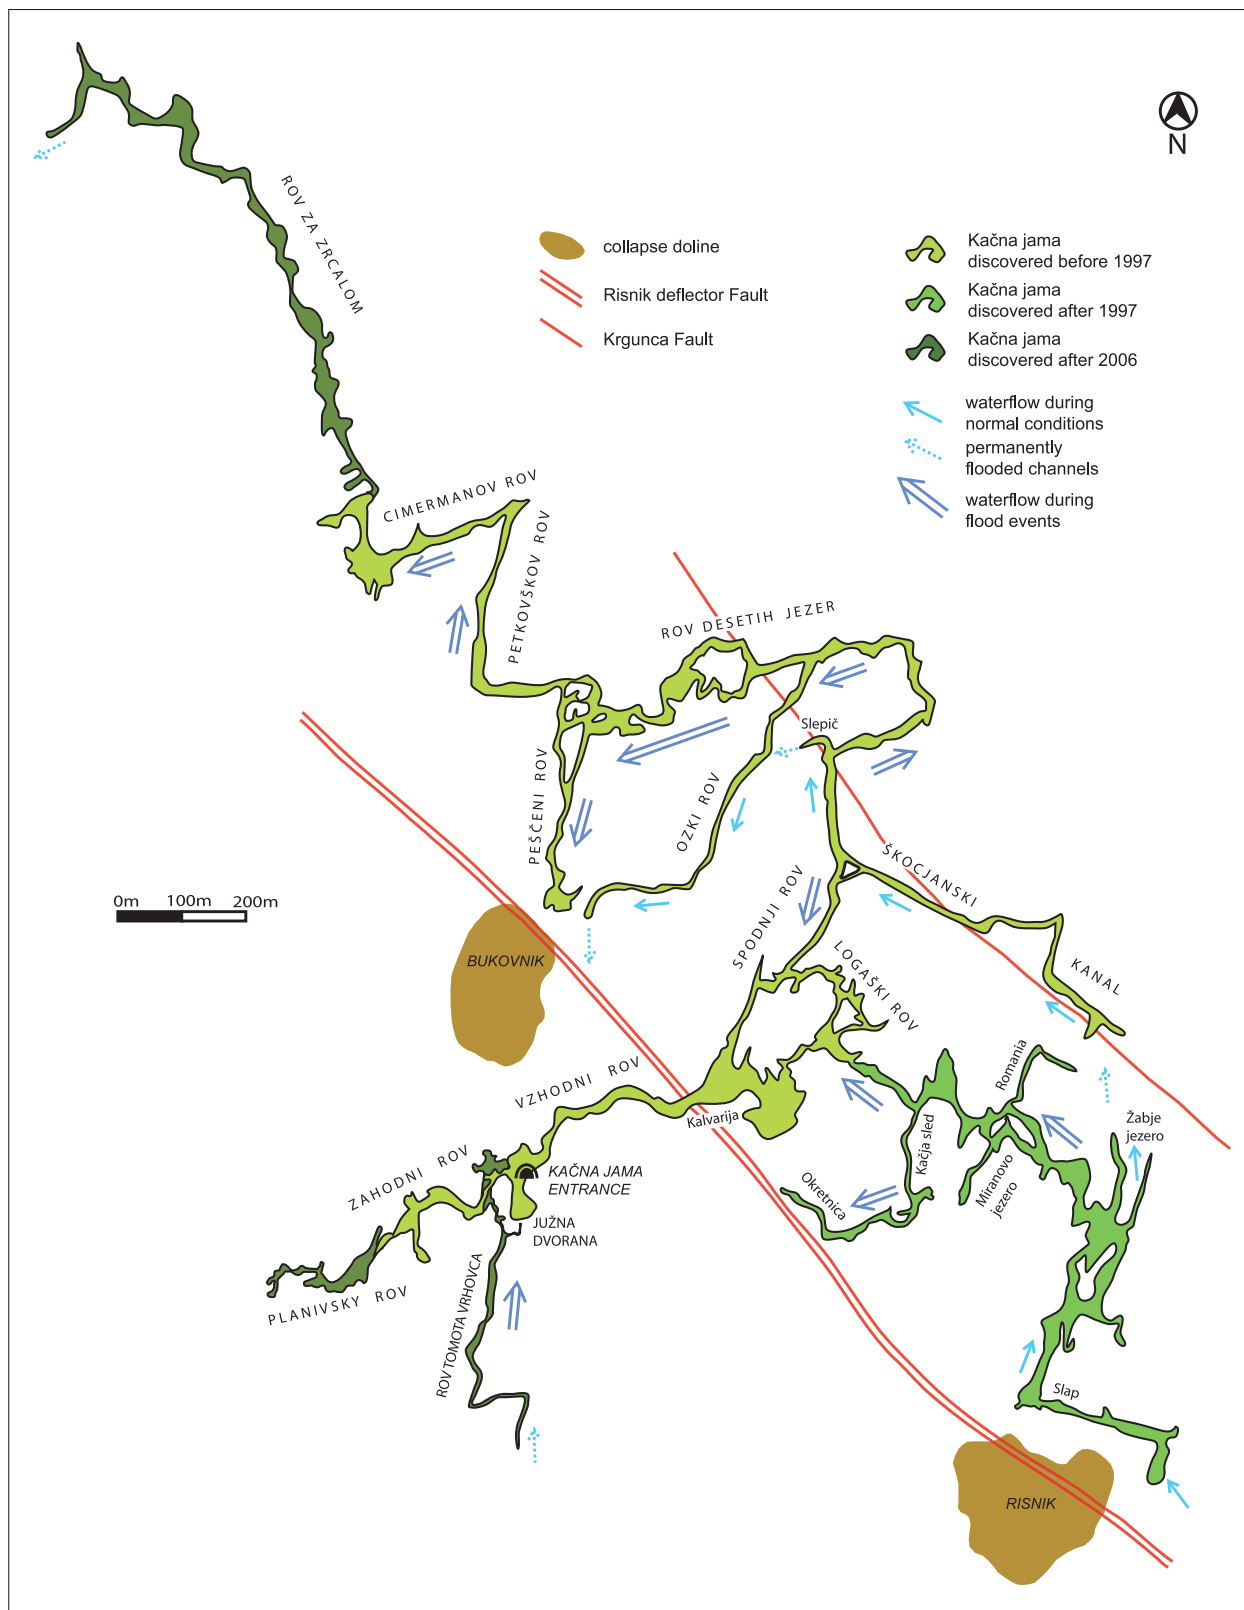 N
collapse doline
Risnik deflector Fault
Krgunca Fault
Kačna jama
discovered before 1997
Kačna jama
discovered after 1997
Kačna jama
discovered after 2006
waterflow during
normal conditions
permanently
flooded channels
waterflow during
flood events
ROV ZA ZRCALOM
CIMERMANOV ROV
PETKOVŠKOV ROV
ROV DESETIH JEZER
Slepič
PEŠČENI ROV
OZKI ROV
ŠKOCJANSKI
KANAL
0m 100m 200m
SPODNJI ROV
LOGAŠKI ROV
BUKOVNIK
VZHODNI ROV
Kalvarija
Romania
Žabje
jezero
Kačja sled
Miranovo
jezero
Okretnica
ZAHODNI ROV
KAČNA JAMA
ENTRANCE
JUŽNA
DVORANA
PLANIVSKY ROV
ROV TOMOTA VRHOVCA
Slap
RISNIK